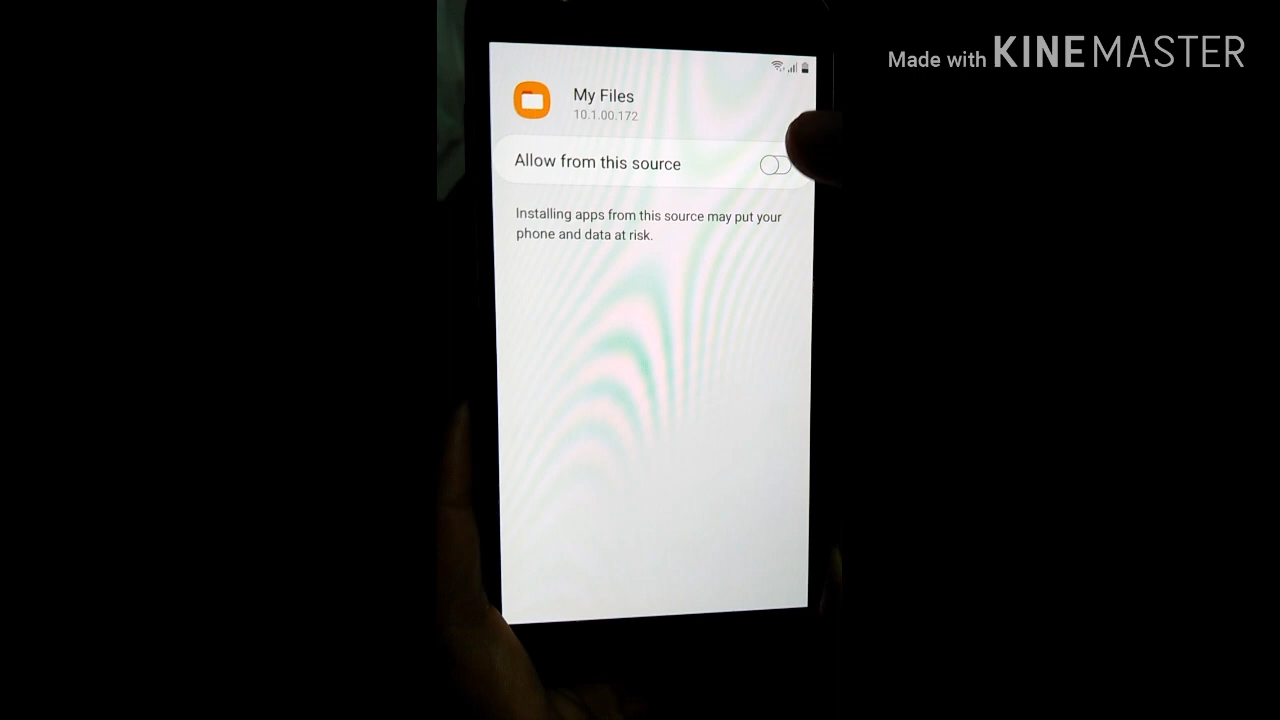 Made with KINEMASTER
My Files
10.1.00.172
Allow from this source
Installing apps from this source may put your
phone and data at risk.